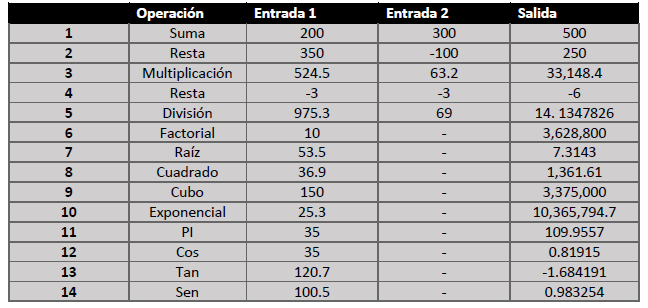 Operación Entrada 1 Entrada 2 Salida
1 Suma 200 300 500
2 Resta 350 -100 250
3 Multiplicación 524.5 63.2 33,148.4
4 Resta -3 -3 -6
5 División 975.3 69 14. 1347826
6 Factorial 10 - 3,628,800
7 Raíz 53.5 - 7.3143
8 Cuadrado 36.9 - 1,361.61
9 Cubo 150 - 3,375,000
10 Exponencial 25.3 - 10,365,794.7
11 PI 35 - 109.9557
12 Cos 35 - 0.81915
13 Tan 120.7 - -1.684191
14 Sen 100.5 - 0.983254